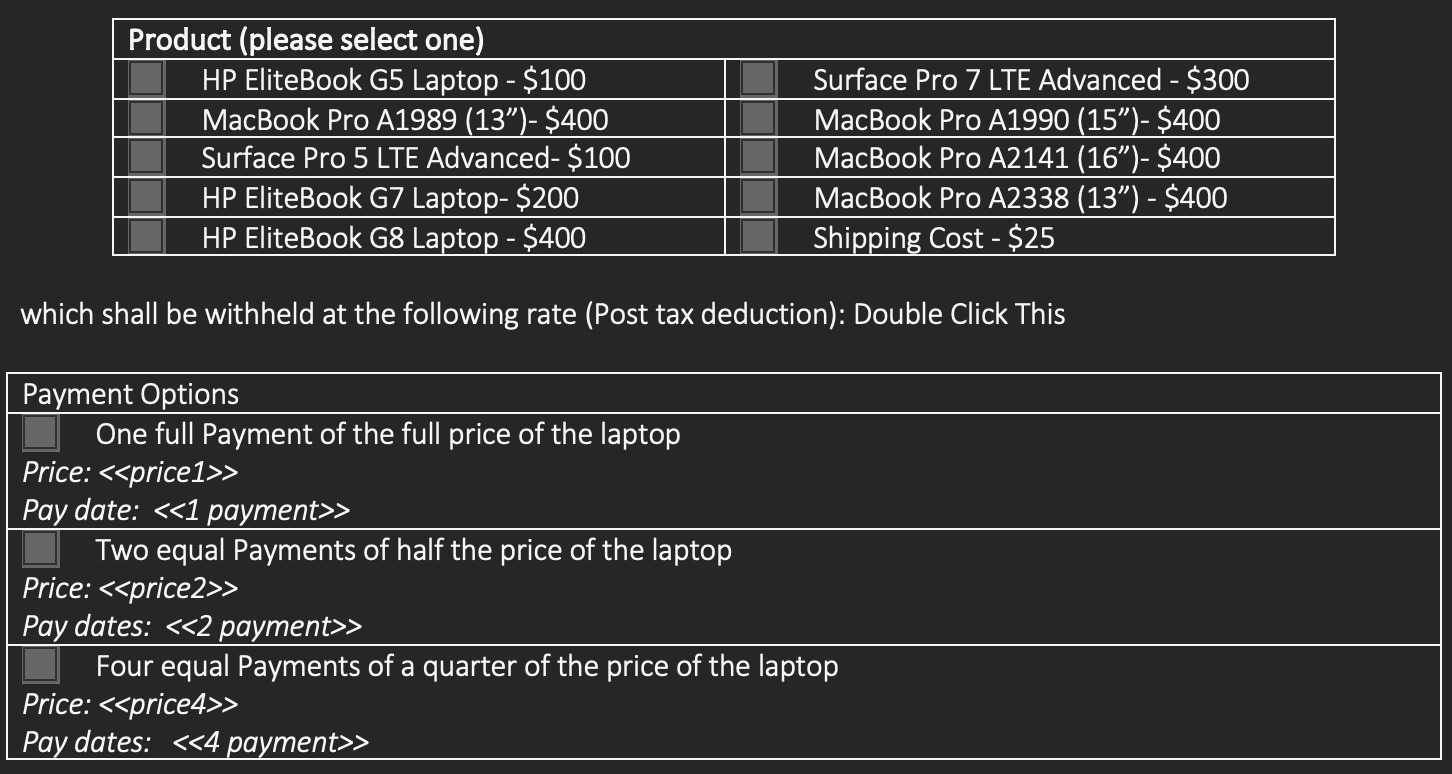 Product (please select one)
HP EliteBook G5 Laptop - $100
Surface Pro 7 LTE Advanced - $300
MacBook Pro A1989 (13”)- $400
MacBook Pro A1990 (15”)- $400
Surface Pro 5 LTE Advanced- $100
MacBook Pro A2141 (16”)- $400
HP EliteBook G7 Laptop- $200
MacBook Pro A2338 (13”) - $400
HP EliteBook G8 Laptop - $400
Shipping Cost - $25
which shall be withheld at the following rate (Post tax deduction): Double Click This
Payment Options
One full Payment of the full price of the laptop
Price: <<price1>>
Pay date: <<1 payment>>
Two equal Payments of half the price of the laptop
Price: <<price2>>
Pay dates: <<2 payment>>
Four equal Payments of a quarter of the price of the laptop
Price: <<price4>>
Pay dates: <<4 payment>>